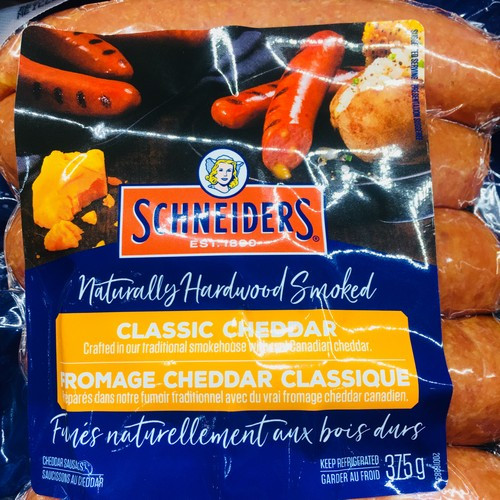 SCHNEIDERS®
EST. 1890
Naturally Hardwood Smoked
CLASSIC CHEDDAR
Crafted in our traditional smokehouse with real Canadian cheddar.
FROMAGE CHEDDAR CLASSIQUE
éparés dans notre fumoir traditionnel avec du vrai fromage cheddar canadien.
Fumés naturellement aux bois durs
CHEDDAR SAUSAGES
SAUCISSONS AU CHEDDAR
KEEP REFRIGERATED
GARDER AU FROID
375 g